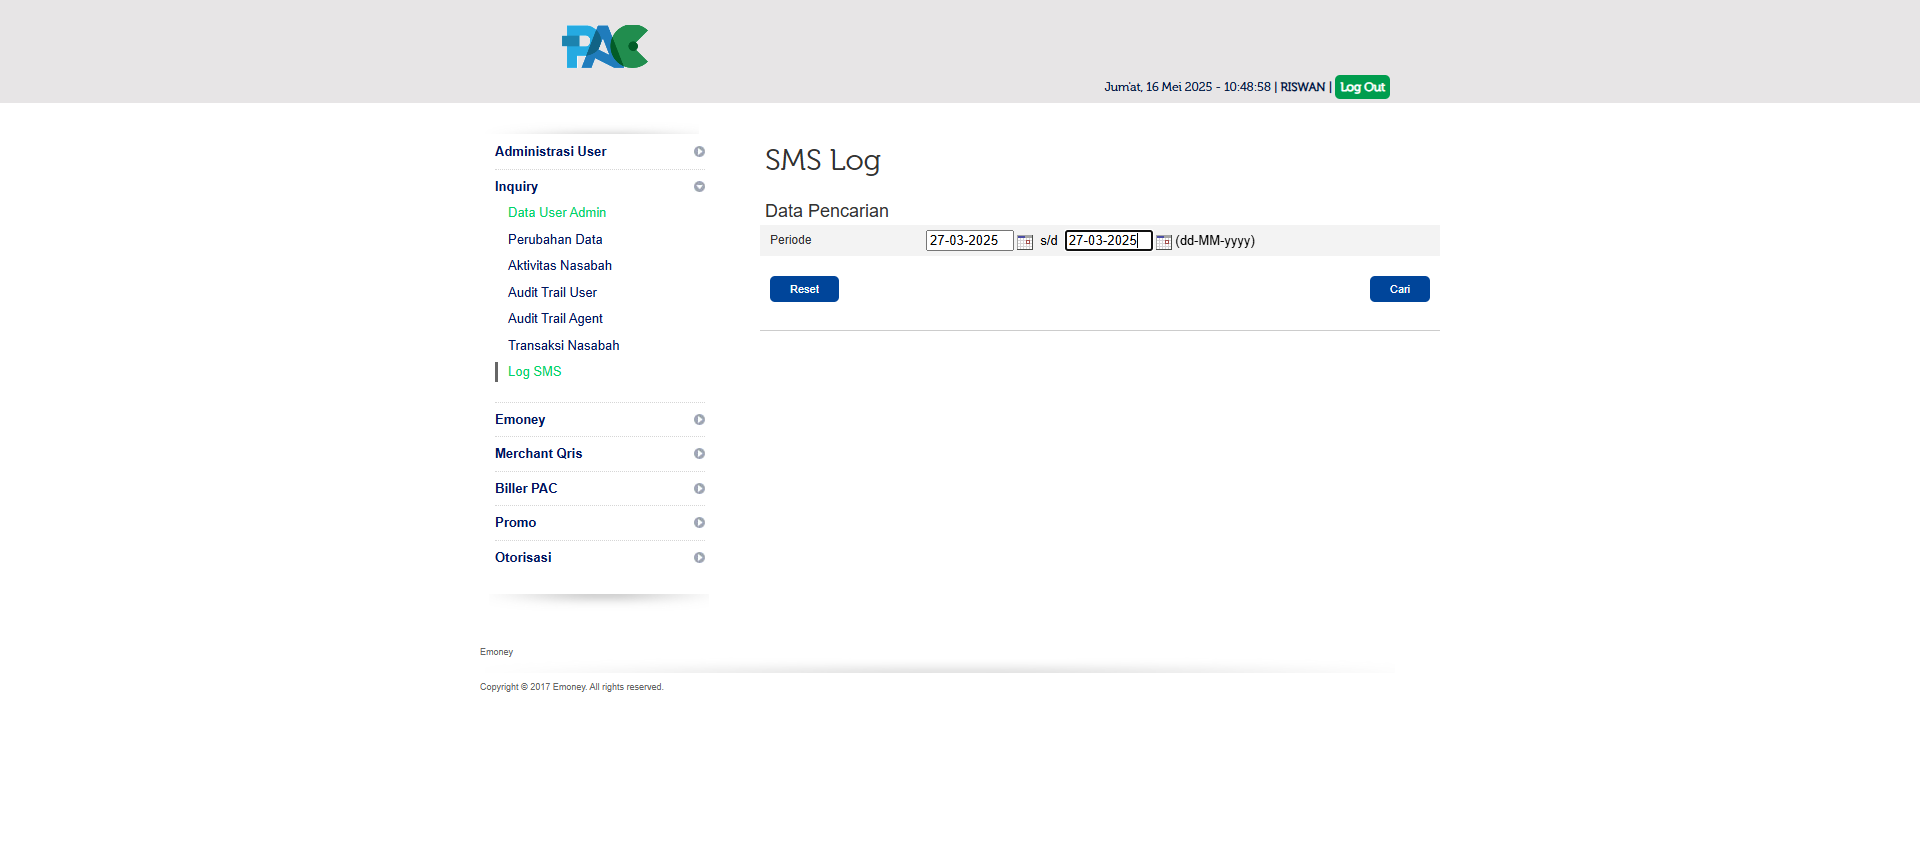 PAC
Jum'at, 16 Mei 2025 - 10:48:58 | RISWAN | Log Out
Administrasi User
Inquiry
Data User Admin
Perubahan Data
Aktivitas Nasabah
Audit Trail User
Audit Trail Agent
Transaksi Nasabah
Log SMS
Emoney
Merchant Qris
Biller PAC
Promo
Otorisasi
SMS Log
Data Pencarian
Periode 27-03-2025 s/d 27-03-2025 (dd-MM-yyyy)
Reset Cari
Emoney
Copyright © 2017 Emoney. All rights reserved.